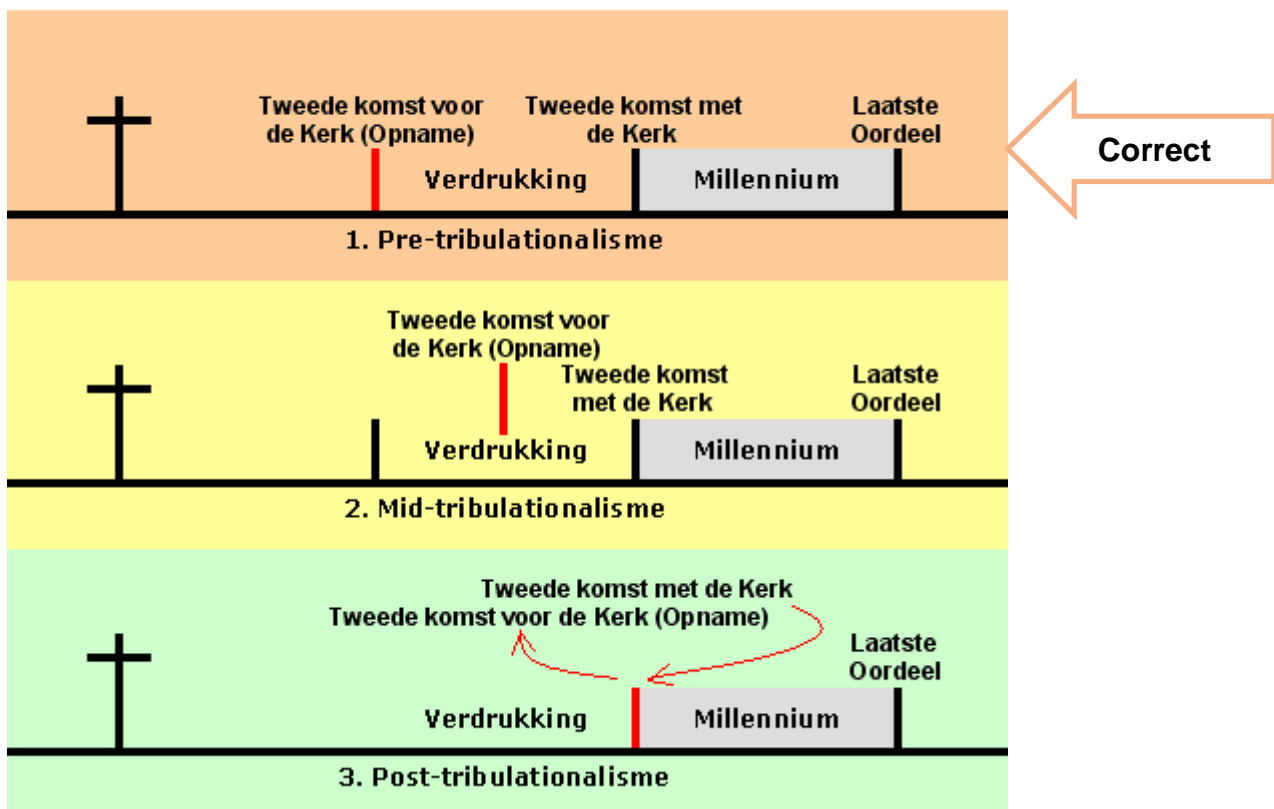 Tweede komst voor
de Kerk (Opname)
Tweede komst met
de Kerk
Laatste
Oordeel
Correct
Verdrukking
Millennium
1. Pre-tribulationalisme
Tweede komst voor
de Kerk (Opname)
Tweede komst
met de Kerk
Laatste
Oordeel
Verdrukking
Millennium
2. Mid-tribulationalisme
Tweede komst met de Kerk
Tweede komst voor de Kerk (Opname)
Laatste
Oordeel
Verdrukking
Millennium
3. Post-tribulationalisme